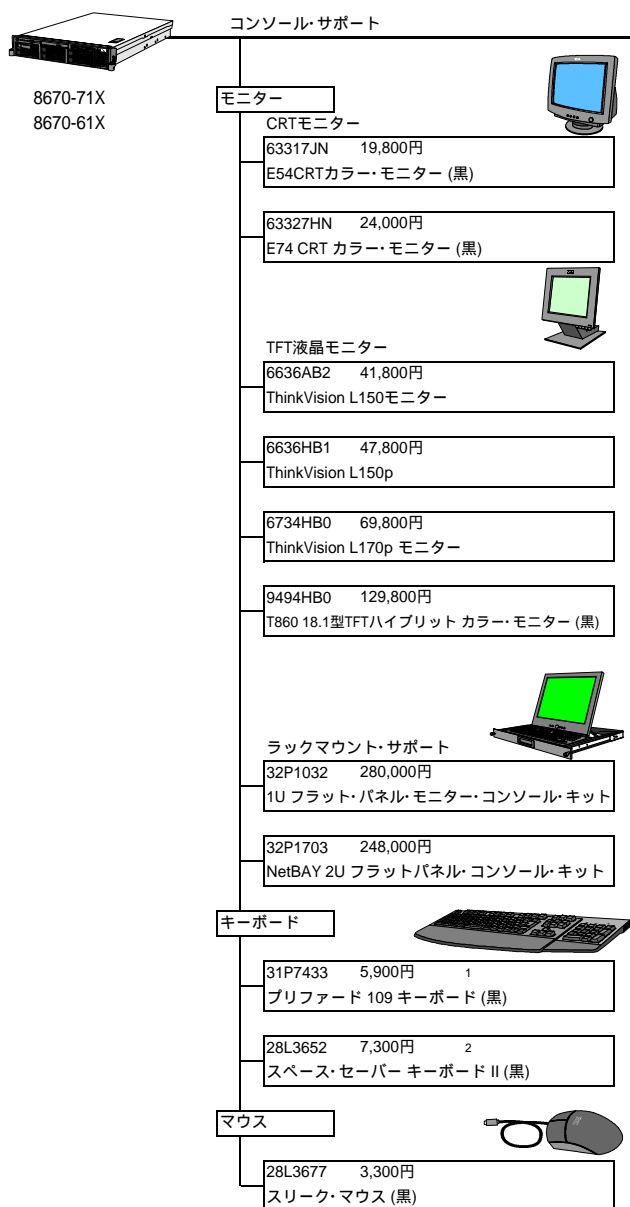 コンソール・サポート
8670-71X
8670-61X
モニター
CRTモニター
63317JN 19,800円
E54CRTカラー・モニター (黒)
63327HN 24,000円
E74 CRT カラー・モニター (黒)
TFT液晶モニター
6636AB2 41,800円
ThinkVision L150モニター
6636HB1 47,800円
ThinkVision L150p
6734HB0 69,800円
ThinkVision L170p モニター
9494HB0 129,800円
T860 18.1型TFTハイブリット カラー・モニター (黒)
ラックマウント・サポート
32P1032 280,000円
1U フラット・パネル・モニター・コンソール・キット
32P1703 248,000円
NetBAY 2U フラットパネル・コンソール・キット
キーボード
31P7433 5,900円 1
プリファード 109 キーボード (黒)
28L3652 7,300円 2
スペース・セーバー キーボード II (黒)
マウス
28L3677 3,300円
スリーク・マウス (黒)